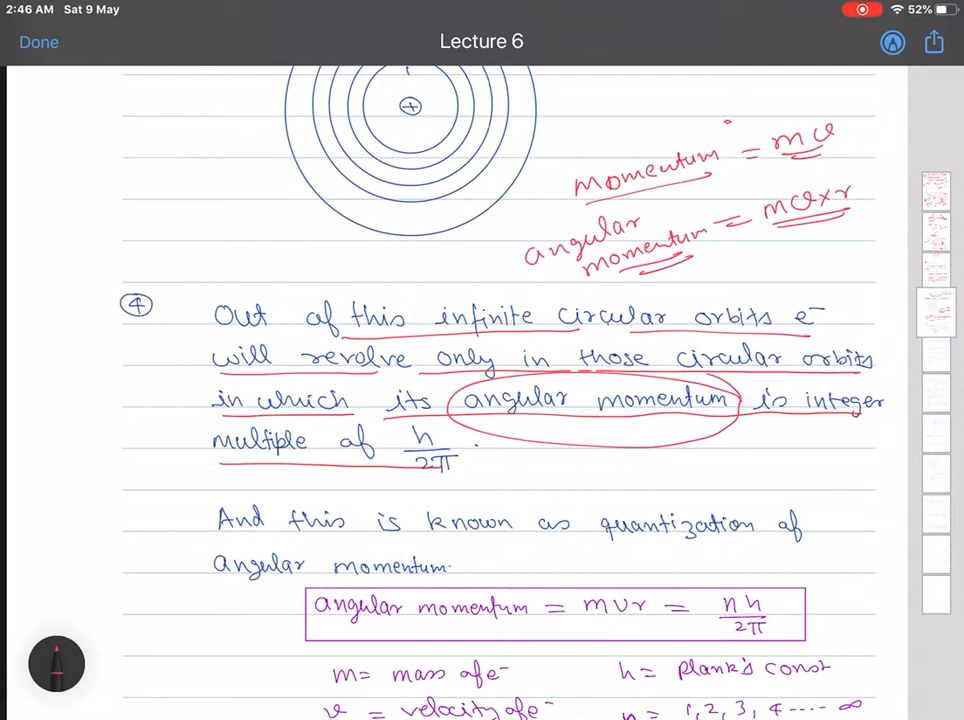 2:46 AM Sat 9 May
52%
Done
Lecture 6
+
momentum = mv
angular
momentum = mv×r
④ Out of this infinite circular orbits e⁻
will revolve only in those circular orbits
in which its angular momentum is integer
multiple of h/2π.
And this is known as quantization of
angular momentum.
angular momentum = mvr = nh/2π
m= mass of e⁻ h= Plank's const
v = velocity of e⁻ n = 1, 2, 3, 4 .... ∞